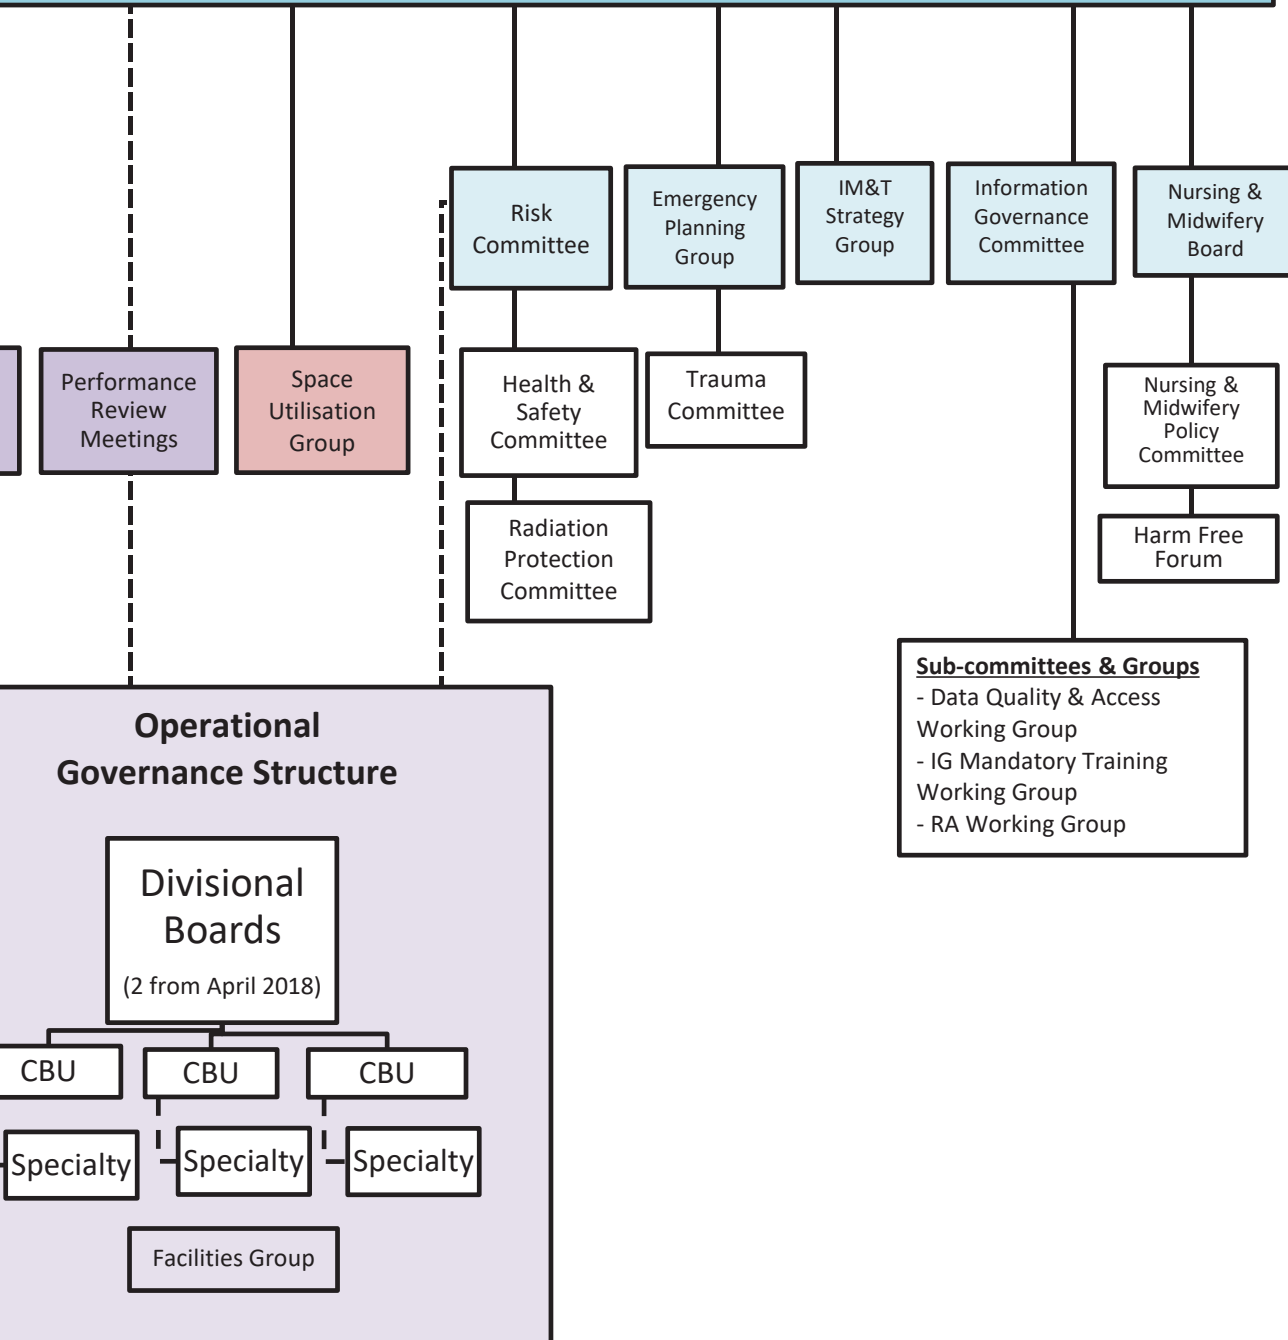 Risk
Committee
Emergency
Planning
Group
IM&T
Strategy
Group
Information
Governance
Committee
Nursing &
Midwifery
Board
Performance
Review
Meetings
Space
Utilisation
Group
Health &
Safety
Committee
Trauma
Committee
Nursing &
Midwifery
Policy
Committee
Radiation
Protection
Committee
Harm Free
Forum
Sub-committees & Groups
- Data Quality & Access
Working Group
- IG Mandatory Training
Working Group
- RA Working Group
Operational
Governance Structure
Divisional
Boards
(2 from April 2018)
CBU
CBU
CBU
Specialty
Specialty
Specialty
Facilities Group